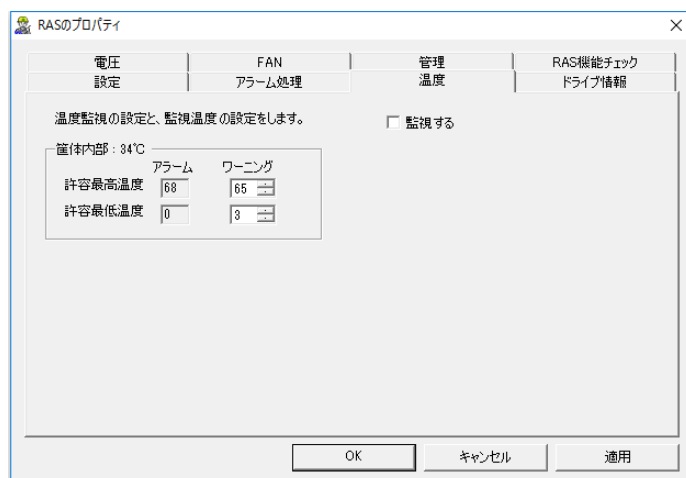 RASのプロパティ
電圧 FAN 管理 RAS機能チェック
設定 アラーム処理 温度 ドライブ情報
温度監視の設定と、監視温度の設定をします。 監視する
筐体内部：34℃
アラーム ワーニング
許容最高温度 68 65
許容最低温度 0 3
OK キャンセル 適用